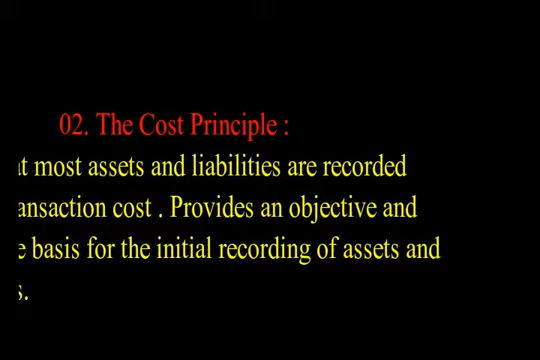 02. The Cost Principle :
most assets and liabilities are recorded
cost . Provides an objective and
basis for the initial recording of assets and